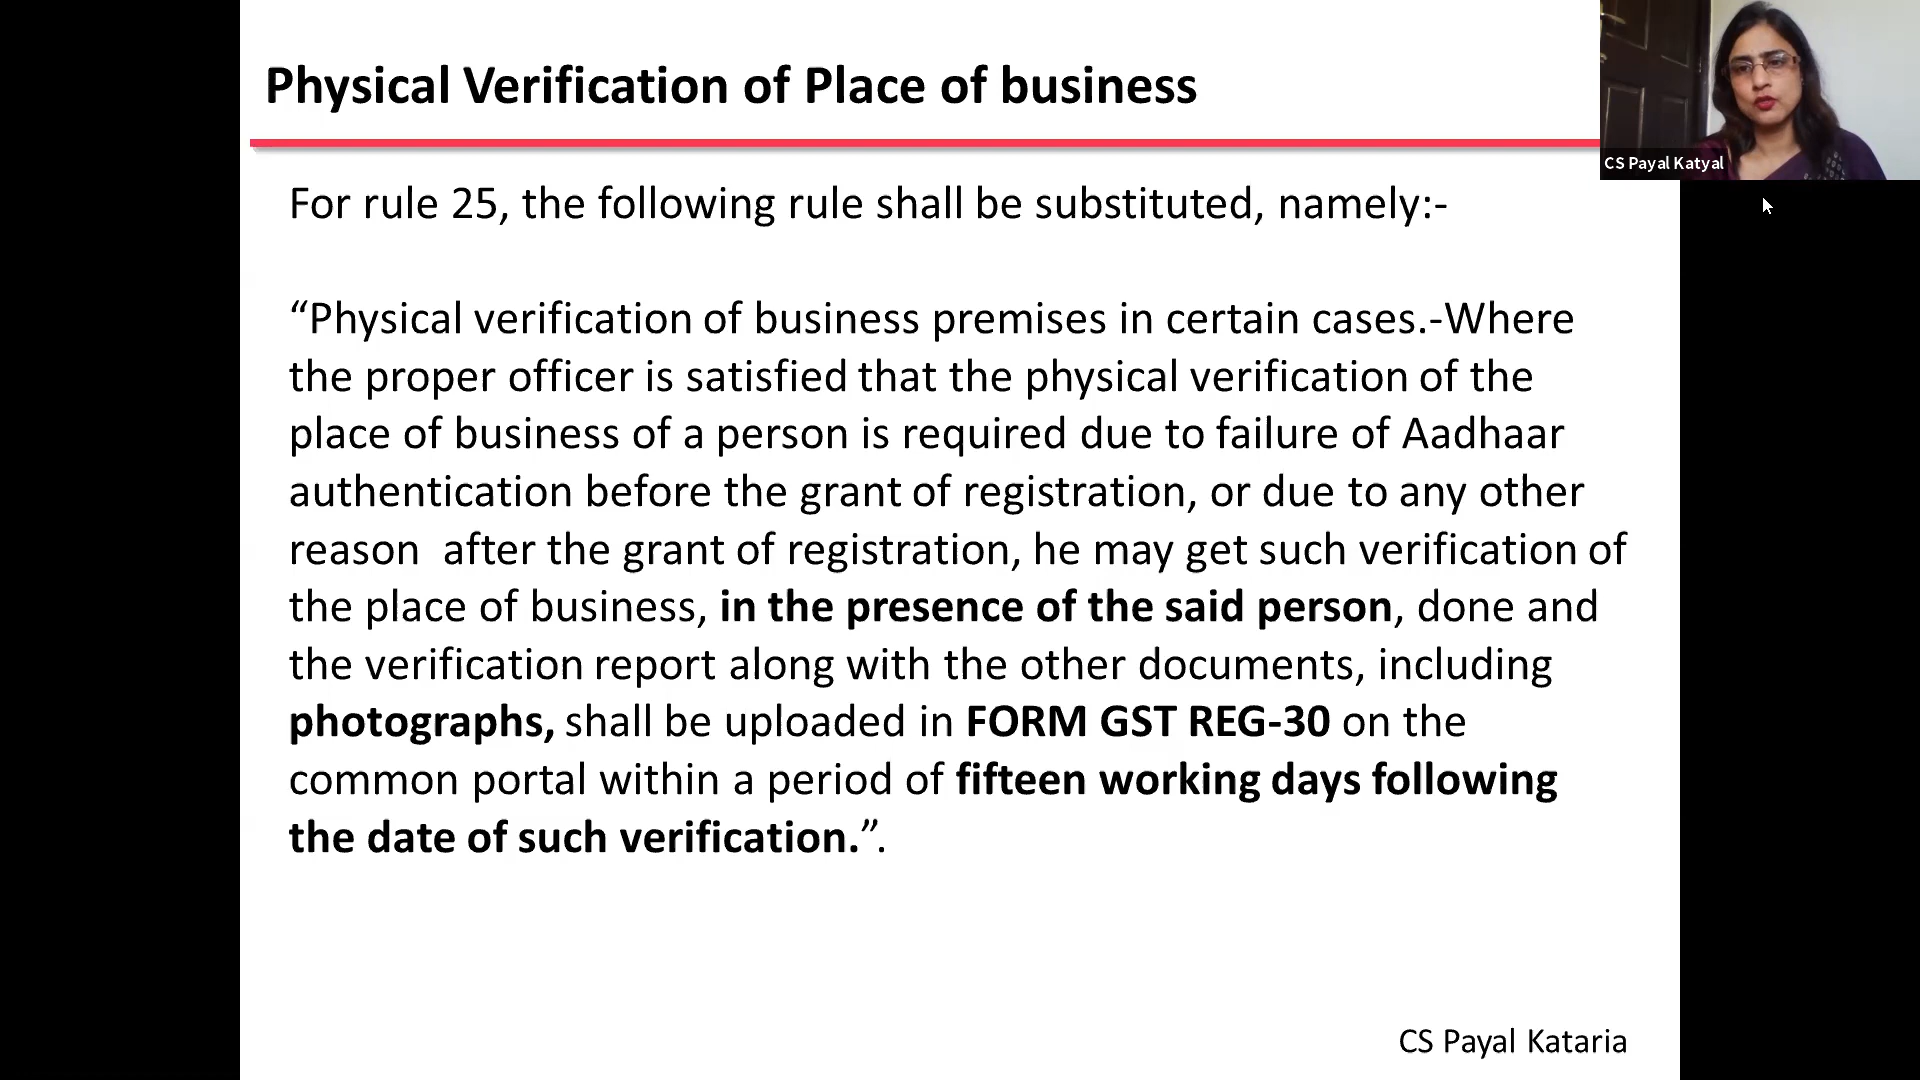 Physical Verification of Place of business
CS Payal Katyal
For rule 25, the following rule shall be substituted, namely:-
“Physical verification of business premises in certain cases.-Where
the proper officer is satisfied that the physical verification of the
place of business of a person is required due to failure of Aadhaar
authentication before the grant of registration, or due to any other
reason  after the grant of registration, he may get such verification of
the place of business, in the presence of the said person, done and
the verification report along with the other documents, including
photographs, shall be uploaded in FORM GST REG-30 on the
common portal within a period of fifteen working days following
the date of such verification.”.
CS Payal Kataria